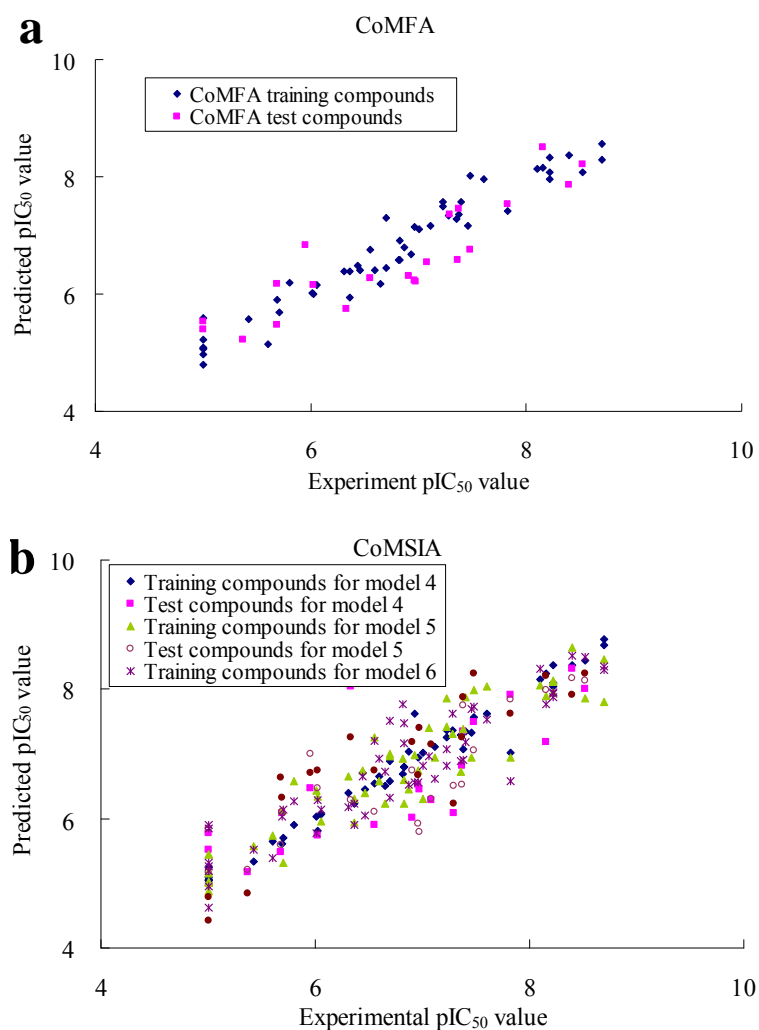 a
CoMFA
10
CoMFA training compounds
CoMFA test compounds
8
Predicted pIC50 value
6
4
4 6 8 10
Experiment pIC50 value
b
CoMSIA
10
Training compounds for model 4
Test compounds for model 4
Training compounds for model 5
Test compounds for model 5
Training compounds for model 6
8
Predicted pIC50 value
6
4
4 6 8 10
Experimental pIC50 value